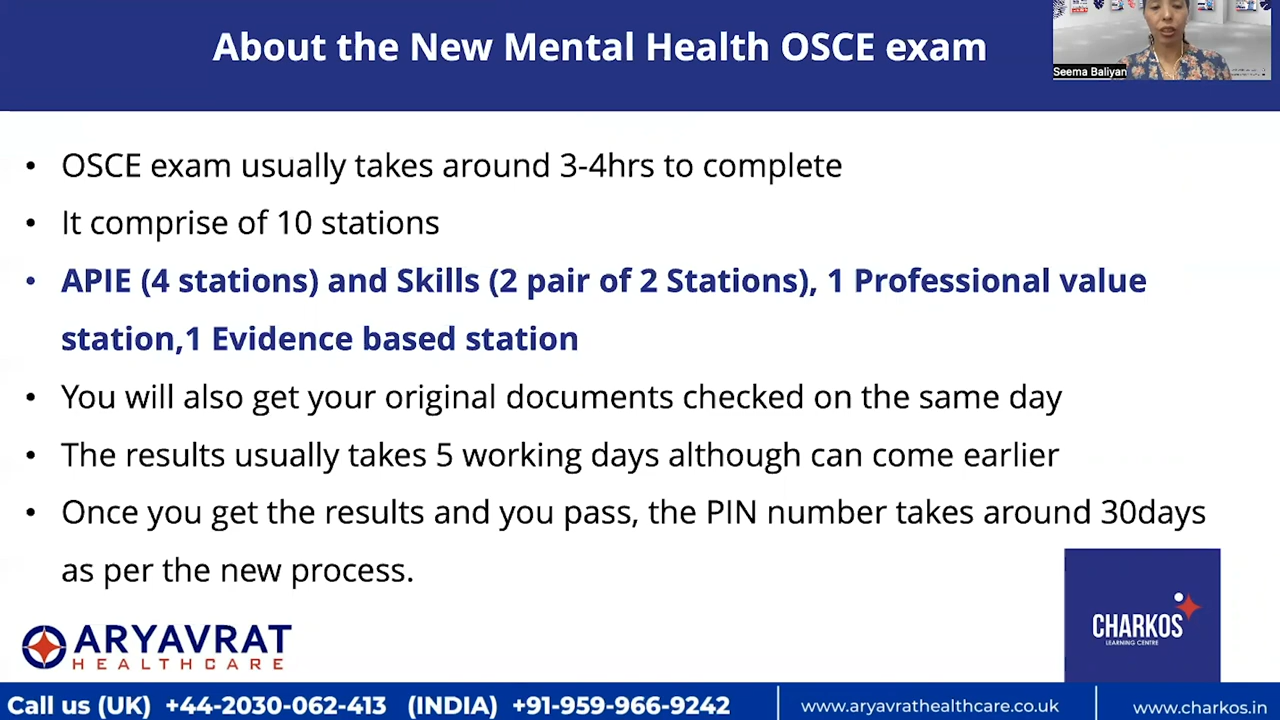 About the New Mental Health OSCE exam
Seema Baliyan
• OSCE exam usually takes around 3-4hrs to complete
• It comprise of 10 stations
• APIE (4 stations) and Skills (2 pair of 2 Stations), 1 Professional value
station,1 Evidence based station
• You will also get your original documents checked on the same day
• The results usually takes 5 working days although can come earlier
• Once you get the results and you pass, the PIN number takes around 30days
as per the new process.
ARYAVRAT
HEALTHCARE
CHARKOS
LEARNING CENTRE
Call us (UK) +44-2030-062-413 (INDIA) +91-959-966-9242
www.aryavrathealthcare.co.uk
www.charkos.in